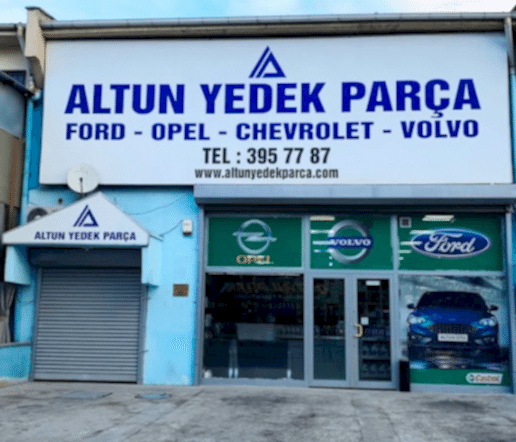 ALTUN YEDEK PARÇA
FORD - OPEL - CHEVROLET - VOLVO
TEL : 395 77 87
www.altunyedekparca.com
ALTUN YEDEK PARÇA
OPEL
VOLVO
Ford
Castrol